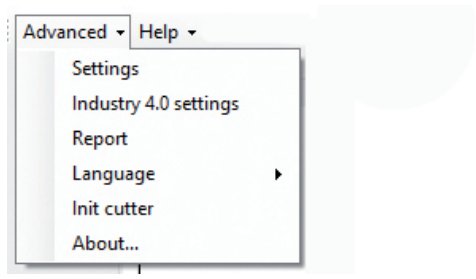 Advanced Help
Settings
Industry 4.0 settings
Report
Language
Init cutter
About...